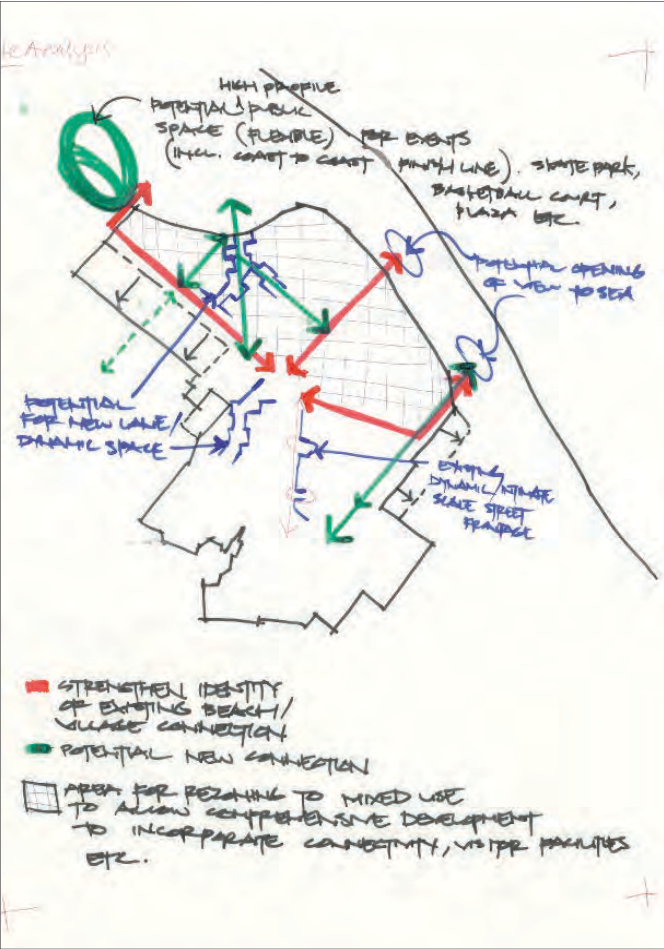 te Analysis
HIGH PROFILE
POTENTIAL ^ PUBLIC
SPACE (FLEXIBLE) FOR EVENTS
(INCL. COAST TO COAST FINISH LINE). SKATE PARK,
BASKETBALL COURT,
PLAZA ETC.
POTENTIAL OPENING
OF VIEW TO SEA
POTENTIAL
FOR NEW LANE/
DYNAMIC SPACE
EXISTING
DYNAMIC/INTIMATE
SCALE STREET
FRONTAGE
STRENGTHEN IDENTITY
OF EXISTING BEACH/
VILLAGE CONNECTION
POTENTIAL NEW CONNECTION
AREA FOR REZONING TO MIXED USE
TO ALLOW COMPREHENSIVE DEVELOPMENT
TO INCORPARATE CONNECTIVITY, VISITOR FACILITIES
ETC.